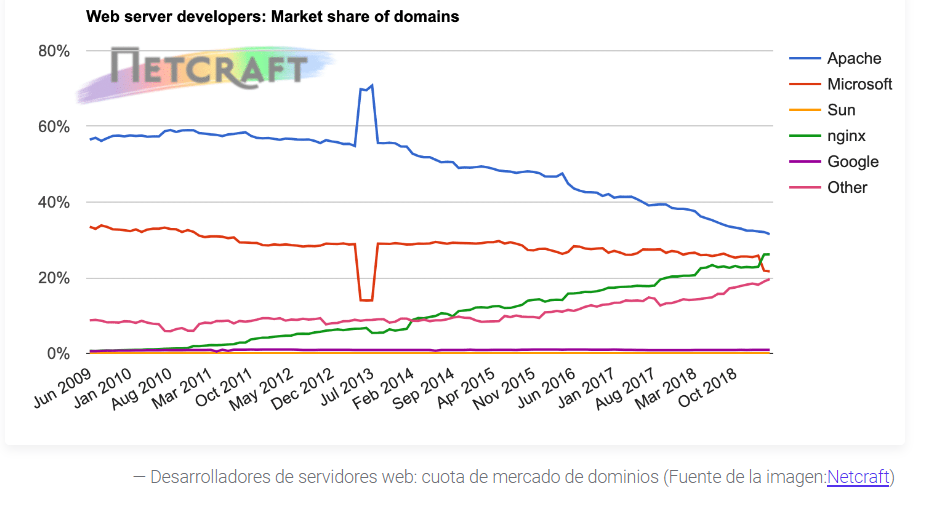 Web server developers: Market share of domains
NETCRAFT
80%
60%
40%
20%
0%
Jun 2009
Jan 2010
Aug 2010
Mar 2011
Oct 2011
May 2012
Dec 2012
Jul 2013
Feb 2014
Sep 2014
Apr 2015
Nov 2015
Jun 2016
Jan 2017
Aug 2017
Mar 2018
Oct 2018
Apache
Microsoft
Sun
nginx
Google
Other
— Desarrolladores de servidores web: cuota de mercado de dominios (Fuente de la imagen:Netcraft)